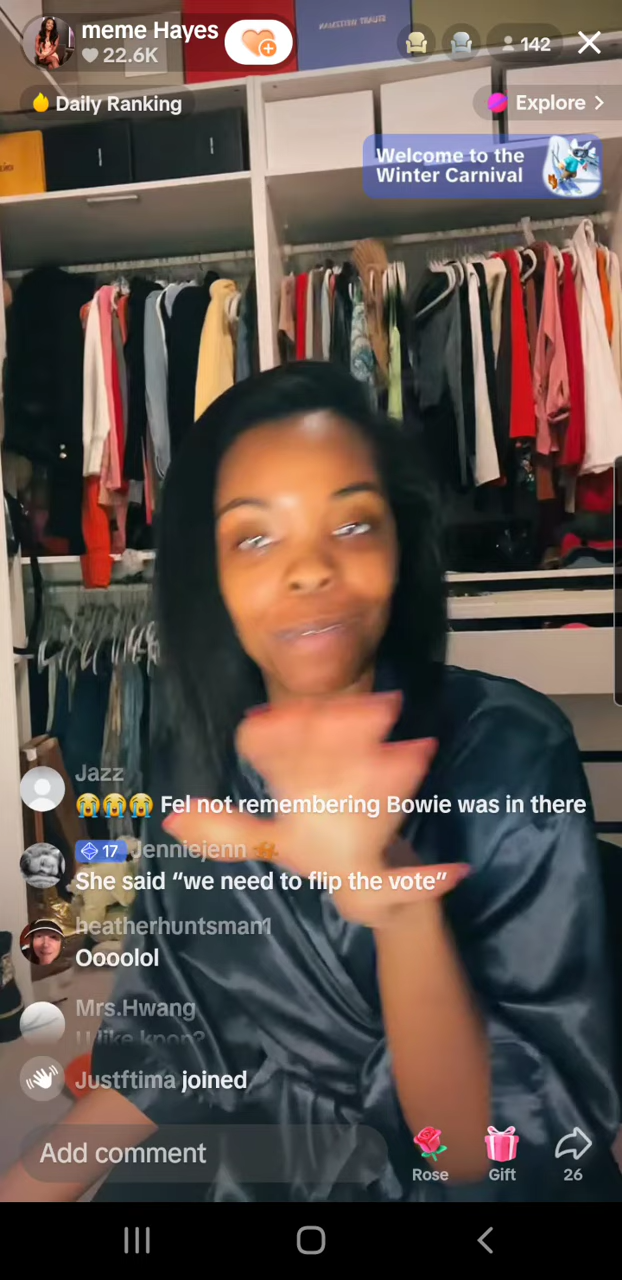 meme Hayes
22.6K
142
Daily Ranking
Explore
Welcome to the
Winter Carnival
Jazz
😭😭😭 Fel not remembering Bowie was in there
17 Jenniejenn
She said “we need to flip the vote”
heatherhuntsman1
Oooolol
Mrs.Hwang
U like kpop?
Justftima joined
Add comment
Rose
Gift
26